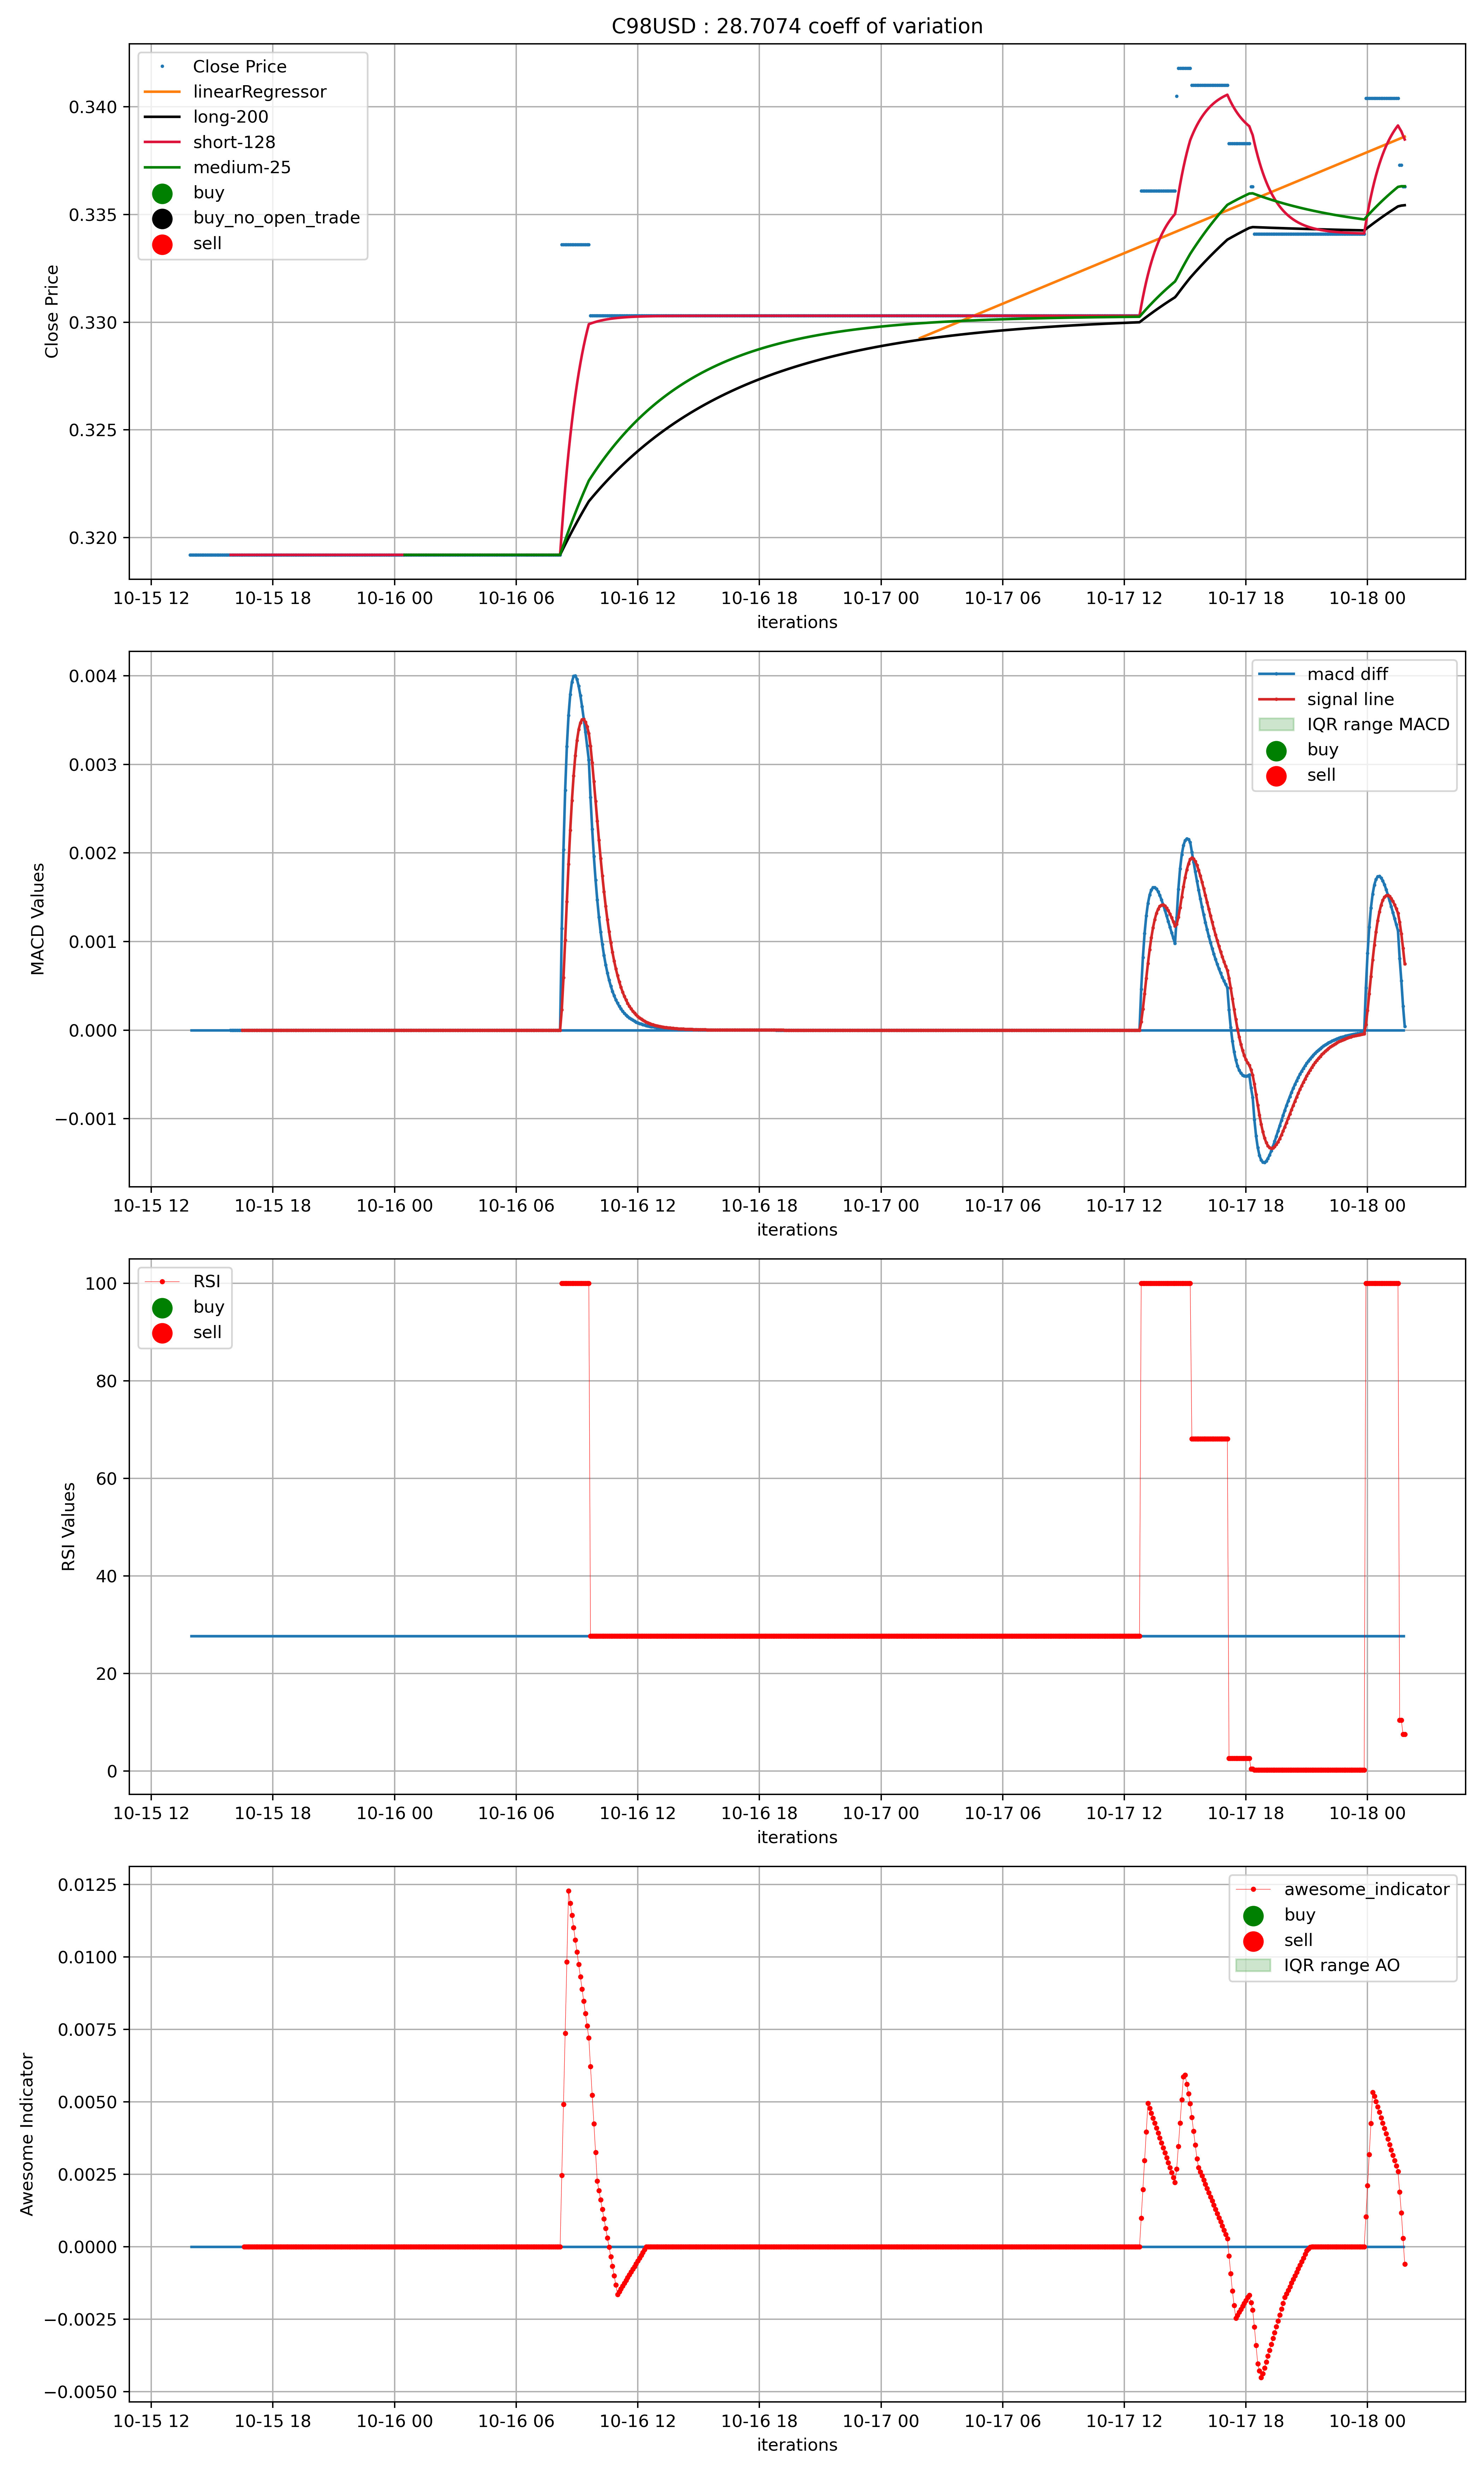 C98USD : 28.7074 coeff of variation
Close Price
linearRegressor
long-200
short-128
medium-25
buy
buy_no_open_trade
sell
Close Price
0.340
0.335
0.330
0.325
0.320
10-15 12 10-15 18 10-16 00 10-16 06 10-16 12 10-16 18 10-17 00 10-17 06 10-17 12 10-17 18 10-18 00
iterations
macd diff
signal line
IQR range MACD
buy
sell
MACD Values
0.004
0.003
0.002
0.001
0.000
−0.001
10-15 12 10-15 18 10-16 00 10-16 06 10-16 12 10-16 18 10-17 00 10-17 06 10-17 12 10-17 18 10-18 00
iterations
RSI
buy
sell
RSI Values
100
80
60
40
20
0
10-15 12 10-15 18 10-16 00 10-16 06 10-16 12 10-16 18 10-17 00 10-17 06 10-17 12 10-17 18 10-18 00
iterations
awesome_indicator
buy
sell
IQR range AO
Awesome Indicator
0.0125
0.0100
0.0075
0.0050
0.0025
0.0000
−0.0025
−0.0050
10-15 12 10-15 18 10-16 00 10-16 06 10-16 12 10-16 18 10-17 00 10-17 06 10-17 12 10-17 18 10-18 00
iterations